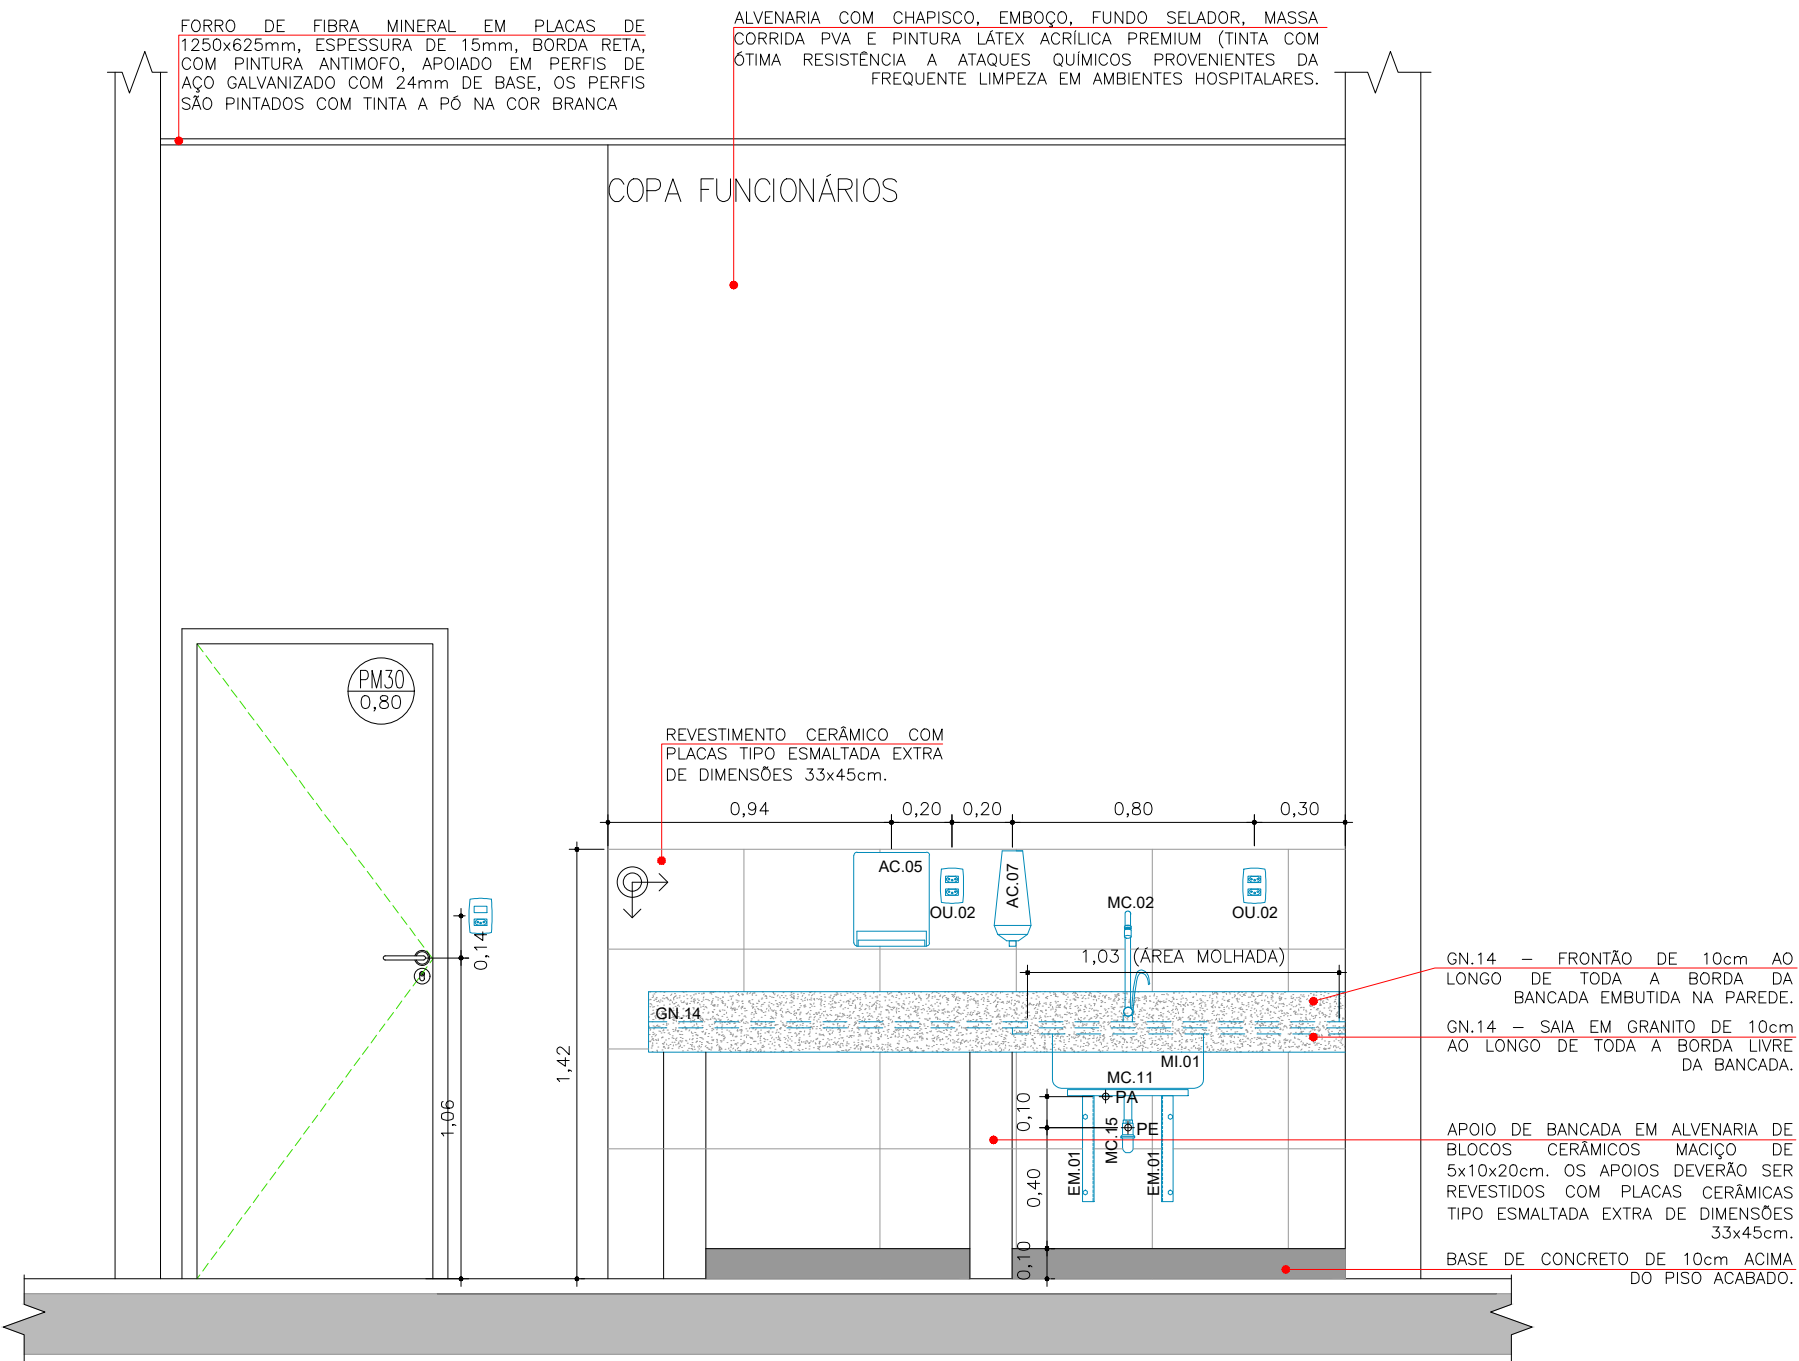 FORRO DE FIBRA MINERAL EM PLACAS DE
1250x625mm, ESPESSURA DE 15mm, BORDA RETA,
COM PINTURA ANTIMOFO, APOIADO EM PERFIS DE
AÇO GALVANIZADO COM 24mm DE BASE, OS PERFIS
SÃO PINTADOS COM TINTA A PÓ NA COR BRANCA
ALVENARIA COM CHAPISCO, EMBOÇO, FUNDO SELADOR, MASSA
CORRIDA PVA E PINTURA LÁTEX ACRÍLICA PREMIUM (TINTA COM
ÓTIMA RESISTÊNCIA A ATAQUES QUÍMICOS PROVENIENTES DA
FREQUENTE LIMPEZA EM AMBIENTES HOSPITALARES.
COPA FUNCIONÁRIOS
PM30
0,80
REVESTIMENTO CERÂMICO COM
PLACAS TIPO ESMALTADA EXTRA
DE DIMENSÕES 33x45cm.
0,94
0,20
0,20
0,80
0,30
AC.05
OU.02
AC.07
MC.02
OU.02
0,14
1,03 (ÁREA MOLHADA)
GN.14
1,42
1,06
MI.01
MC.11
PA
0,10
PE
MC.15
EM.01
EM.01
0,40
0,10
GN.14 – FRONTÃO DE 10cm AO
LONGO DE TODA A BORDA DA
BANCADA EMBUTIDA NA PAREDE.
GN.14 – SAIA EM GRANITO DE 10cm
AO LONGO DE TODA A BORDA LIVRE
DA BANCADA.
APOIO DE BANCADA EM ALVENARIA DE
BLOCOS CERÂMICOS MACIÇO DE
5x10x20cm. OS APOIOS DEVERÃO SER
REVESTIDOS COM PLACAS CERÂMICAS
TIPO ESMALTADA EXTRA DE DIMENSÕES
33x45cm.
BASE DE CONCRETO DE 10cm ACIMA
DO PISO ACABADO.